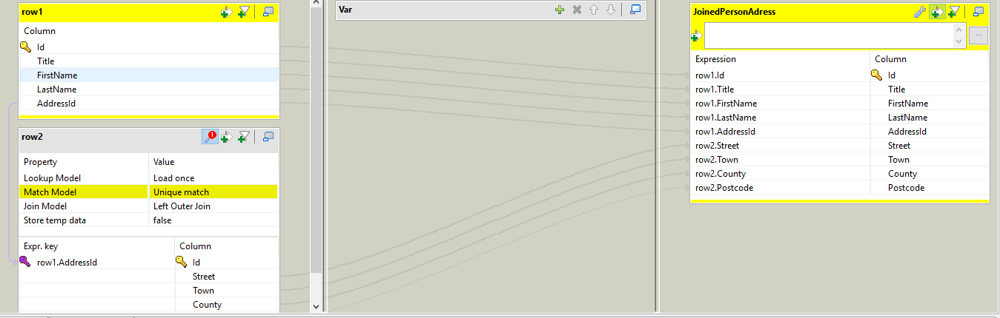 row1
Column
Id
Title
FirstName
LastName
AddressId
row2
1
Property Value
Lookup Model Load once
Match Model Unique match
Join Model Left Outer Join
Store temp data false
Expr. key Column
row1.AddressId Id
Street
Town
County
Var
JoinedPersonAdress
...
Expression Column
row1.Id Id
row1.Title Title
row1.FirstName FirstName
row1.LastName LastName
row1.AddressId AddressId
row2.Street Street
row2.Town Town
row2.County County
row2.Postcode Postcode